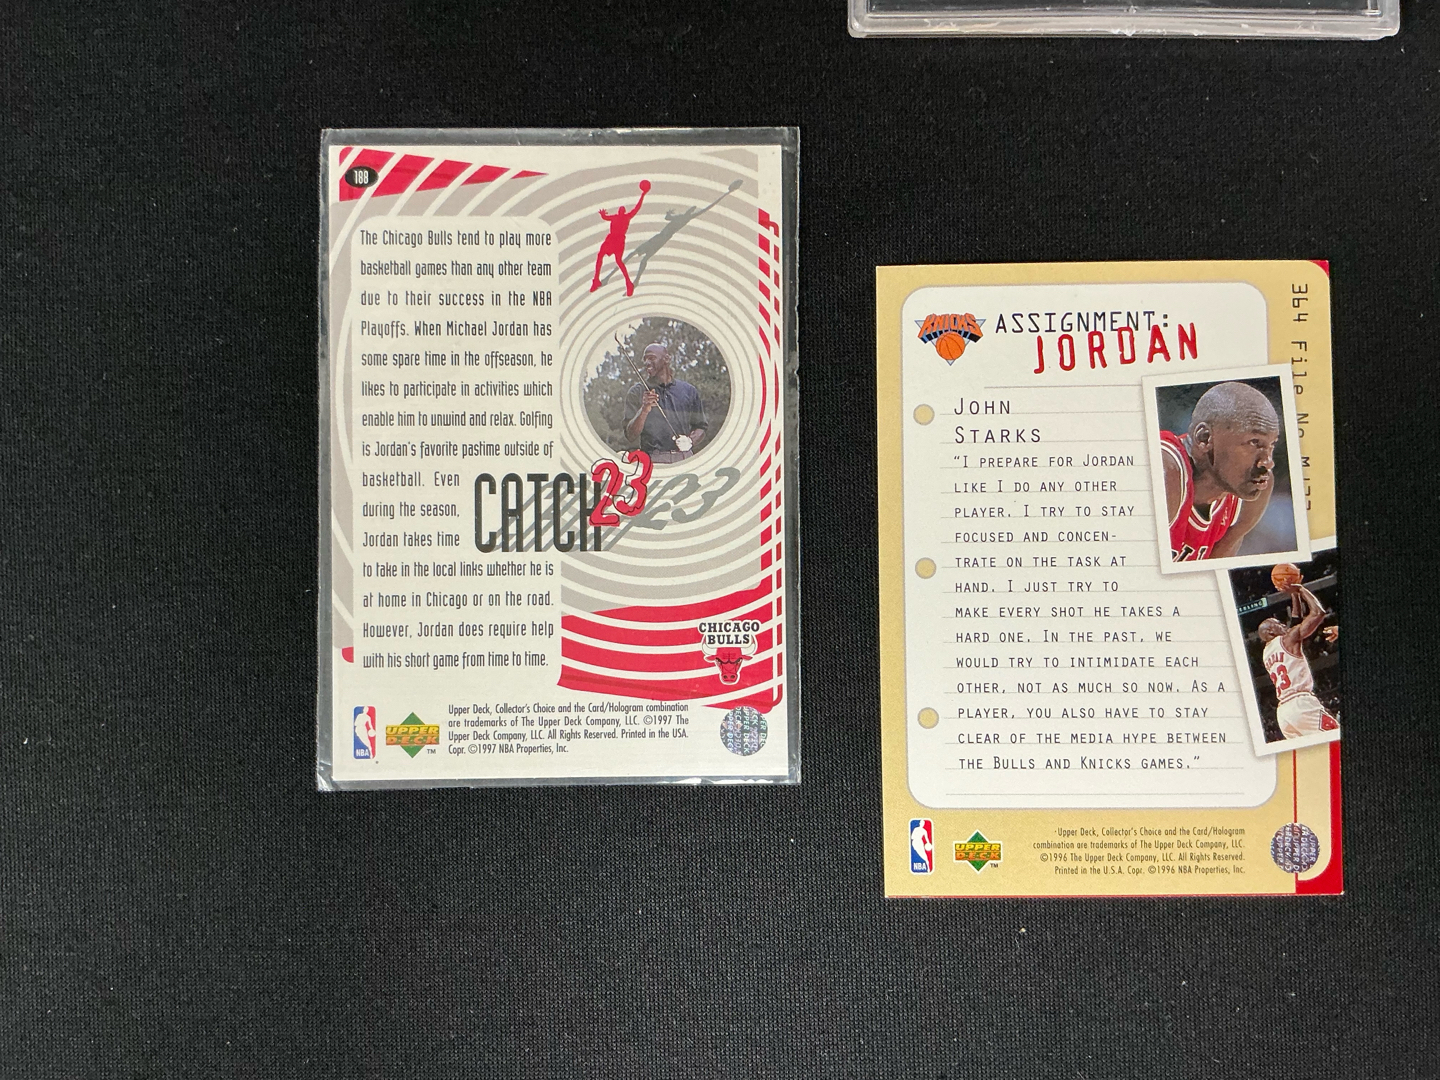 188
The Chicago Bulls tend to play more
basketball games than any other team
due to their success in the NBA
Playoffs. When Michael Jordan has
some spare time in the offseason, he
likes to participate in activities which
enable him to unwind and relax. Golfing
is Jordan's favorite pastime outside of
basketball. Even
during the season,
Jordan takes time
to take in the local links whether he is
at home in Chicago or on the road.
However, Jordan does require help
with his short game from time to time.
CATCH 23
CHICAGO
BULLS
NBA
UPPER
DECK
Upper Deck, Collector's Choice and the Card/Hologram combination
are trademarks of The Upper Deck Company, LLC. ©1997 The
Upper Deck Company, LLC. All Rights Reserved. Printed in the USA.
Copr. ©1997 NBA Properties, Inc.
KNICKS
ASSIGNMENT:
JORDAN
364 File No.
JOHN
STARKS
"I PREPARE FOR JORDAN
LIKE I DO ANY OTHER
PLAYER. I TRY TO STAY
FOCUSED AND CONCEN-
TRATE ON THE TASK AT
HAND. I JUST TRY TO
MAKE EVERY SHOT HE TAKES A
HARD ONE. IN THE PAST, WE
WOULD TRY TO INTIMIDATE EACH
OTHER, NOT AS MUCH SO NOW. AS A
PLAYER, YOU ALSO HAVE TO STAY
CLEAR OF THE MEDIA HYPE BETWEEN
THE BULLS AND KNICKS GAMES."
NBA
UPPER
DECK
Upper Deck, Collector's Choice and the Card/Hologram
combination are trademarks of The Upper Deck Company, LLC.
©1996 The Upper Deck Company, LLC. All Rights Reserved.
Printed in the U.S.A. Copr. ©1996 NBA Properties, Inc.